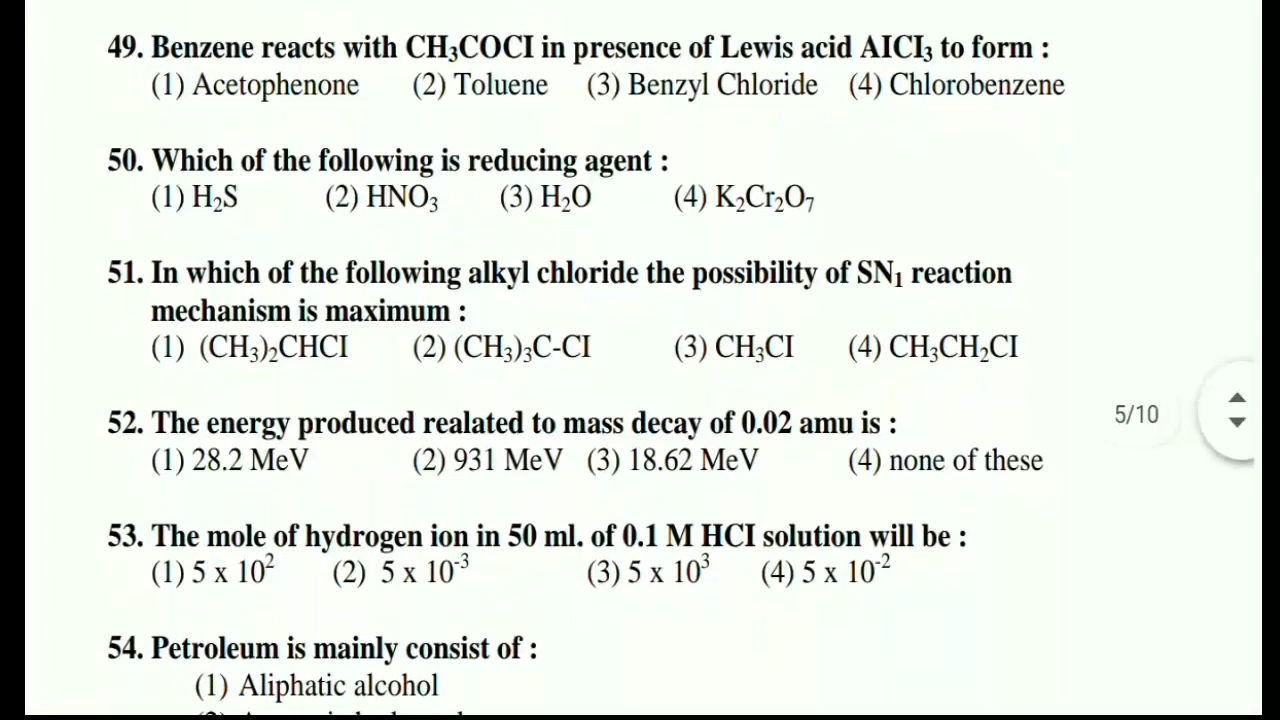 49. Benzene reacts with CH₃COCI in presence of Lewis acid AICI₃ to form :
(1) Acetophenone (2) Toluene (3) Benzyl Chloride (4) Chlorobenzene
50. Which of the following is reducing agent :
(1) H₂S (2) HNO₃ (3) H₂O (4) K₂Cr₂O₇
51. In which of the following alkyl chloride the possibility of SN₁ reaction
mechanism is maximum :
(1) (CH₃)₂CHCI (2) (CH₃)₃C-CI (3) CH₃CI (4) CH₃CH₂CI
52. The energy produced realated to mass decay of 0.02 amu is :
5/10
(1) 28.2 MeV (2) 931 MeV (3) 18.62 MeV (4) none of these
53. The mole of hydrogen ion in 50 ml. of 0.1 M HCI solution will be :
(1) 5 x 10² (2) 5 x 10⁻³ (3) 5 x 10³ (4) 5 x 10⁻²
54. Petroleum is mainly consist of :
(1) Aliphatic alcohol